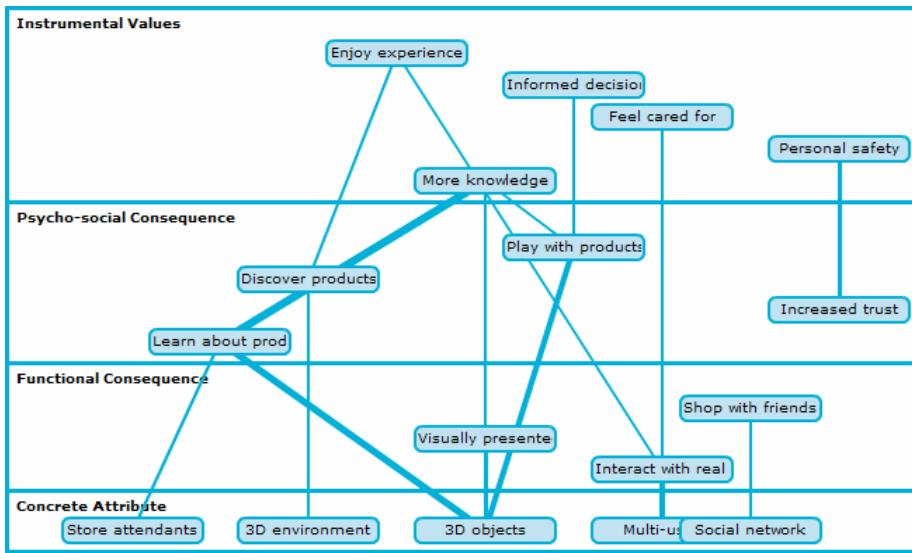 Instrumental Values
Enjoy experience
Informed decision
Feel cared for
Personal safety
More knowledge
Psycho-social Consequence
Play with products
Discover products
Increased trust
Learn about prod
Functional Consequence
Shop with friends
Visually presente
Interact with real
Concrete Attribute
Store attendants
3D environment
3D objects
Multi-us
Social network